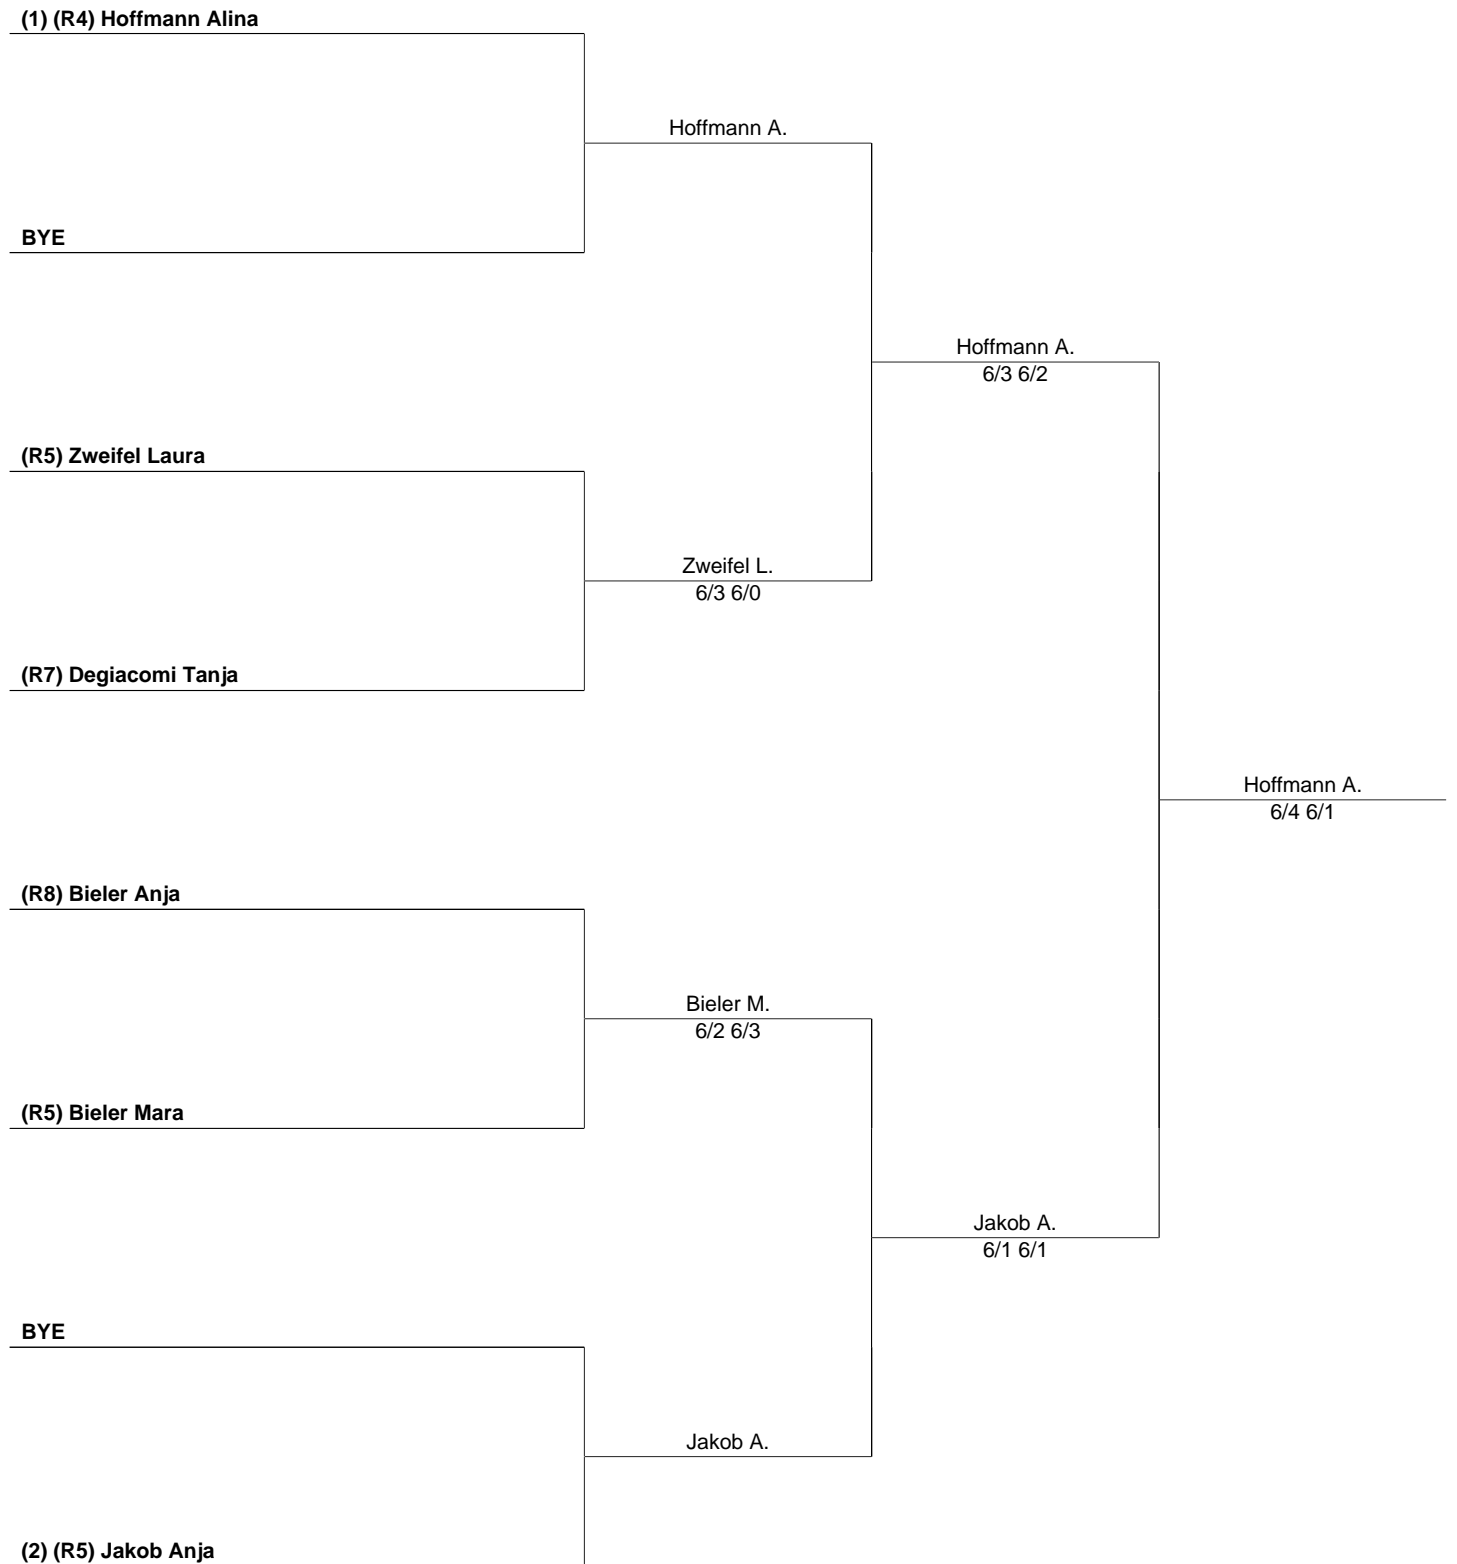 (1) (R4) Hoffmann Alina
Hoffmann A.
BYE
Hoffmann A.
6/3 6/2
(R5) Zweifel Laura
Zweifel L.
6/3 6/0
(R7) Degiacomi Tanja
Hoffmann A.
6/4 6/1
(R8) Bieler Anja
Bieler M.
6/2 6/3
(R5) Bieler Mara
Jakob A.
6/1 6/1
BYE
Jakob A.
(2) (R5) Jakob Anja